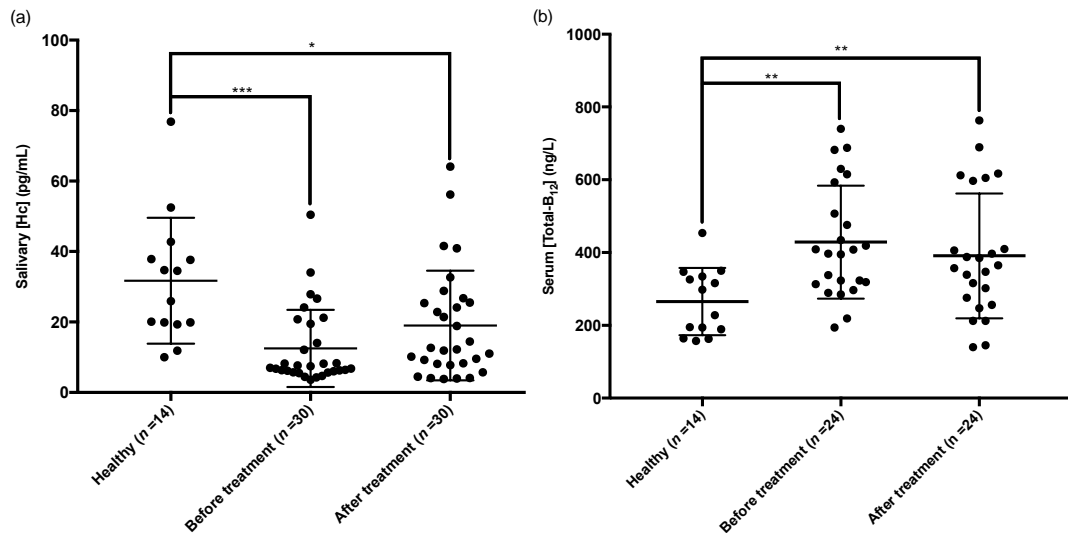 (a)
100
80
60
40
20
0
Salivary [Hc] (pg/mL)
*
***
Healthy (n =14)
Before treatment (n =30)
After treatment (n =30)
(b)
1000
800
600
400
200
0
Serum [Total-B₁₂] (ng/L)
**
**
Healthy (n =14)
Before treatment (n =24)
After treatment (n =24)